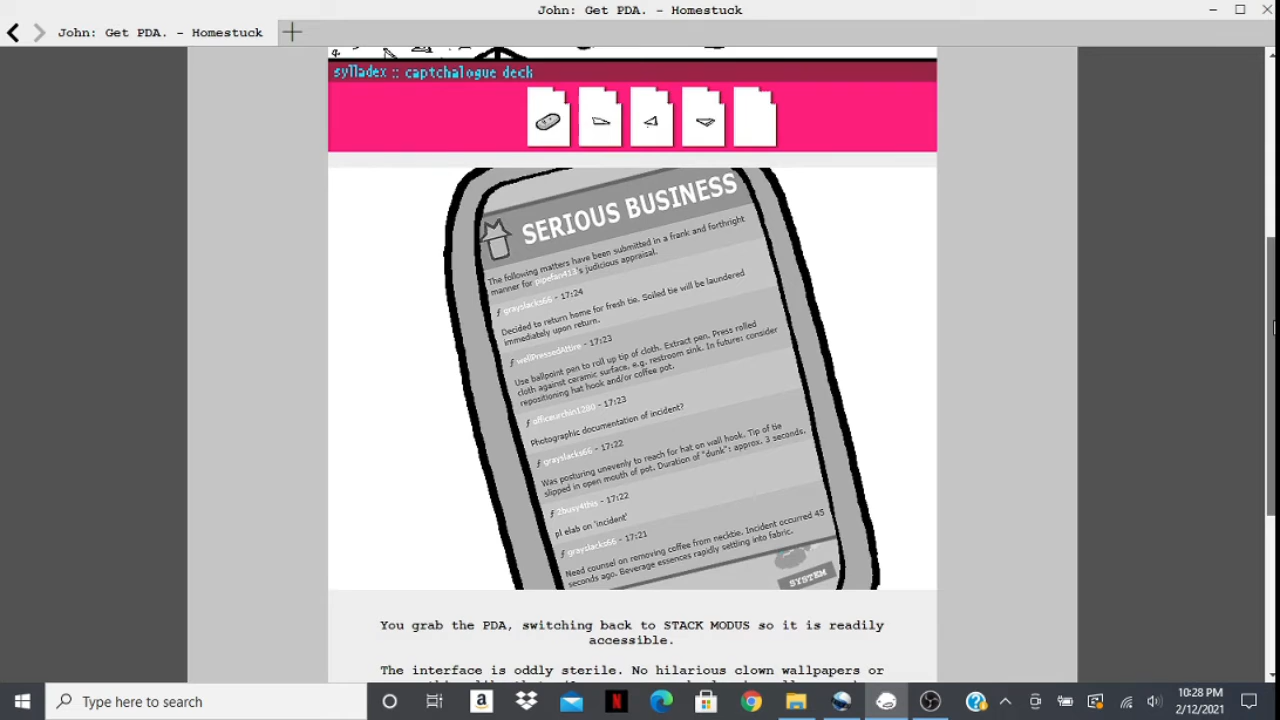 John: Get PDA. - Homestuck
John: Get PDA. - Homestuck
sylladex :: captchalogue deck
SERIOUS BUSINESS
The following matters have been submitted in a frank and forthright
manner for pipefan413's judicious appraisal.
ƒ grayslacks66 - 17:24
Decided to return home for fresh tie. Soiled tie will be laundered
immediately upon return.
ƒ wellPressedAttire - 17:23
Use ballpoint pen to roll up tip of cloth. Extract pen. Press rolled
cloth against ceramic surface, e.g. restroom sink. In future: consider
repositioning hat hook and/or coffee pot.
ƒ officeurchin1280 - 17:23
Photographic documentation of incident?
ƒ grayslacks66 - 17:22
Was posturing unevenly to reach for hat on wall hook. Tip of tie
slipped in open mouth of pot. Duration of "dunk": approx. 3 seconds.
ƒ 2busy4this - 17:22
pl elab on 'incident'
ƒ grayslacks66 - 17:21
Need counsel on removing coffee from necktie. Incident occurred 45
seconds ago. Beverage essences rapidly settling into fabric.
SYSTEM
You grab the PDA, switching back to STACK MODUS so it is readily
accessible.
The interface is oddly sterile. No hilarious clown wallpapers or
Type here to search
10:28 PM
2/12/2021